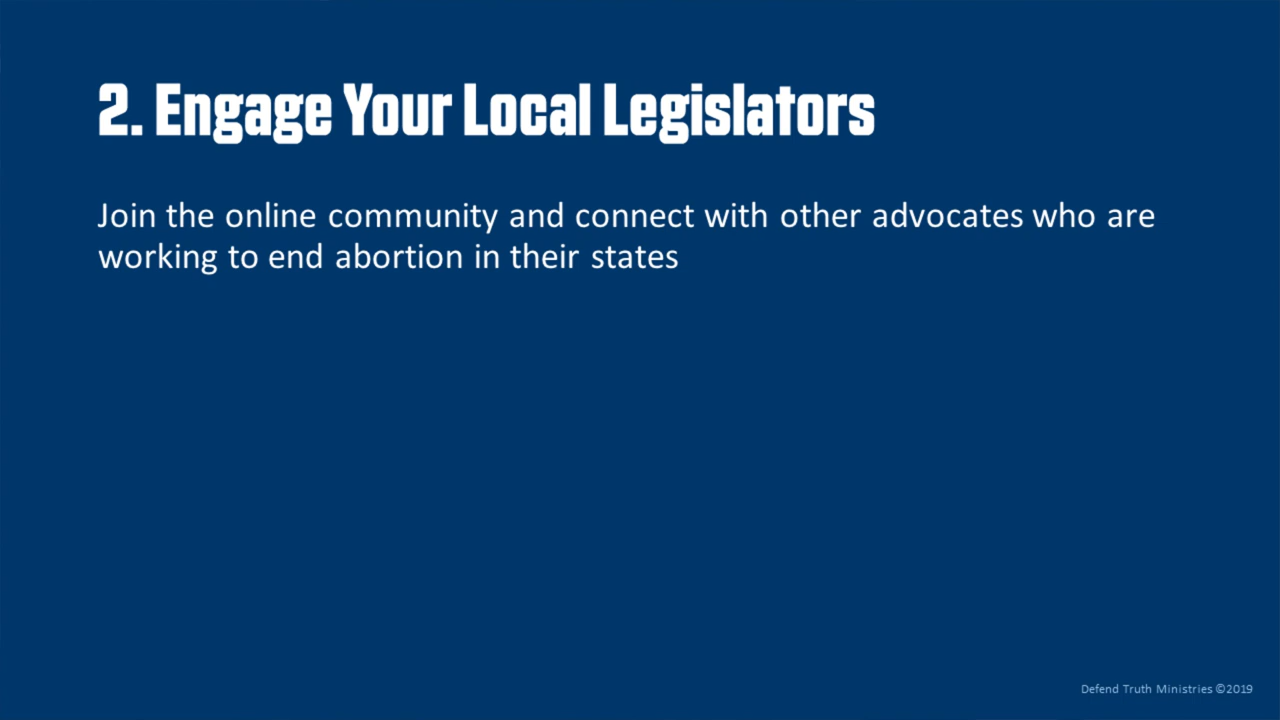 2. Engage Your Local Legislators
Join the online community and connect with other advocates who are
working to end abortion in their states
Defend Truth Ministries ©2019